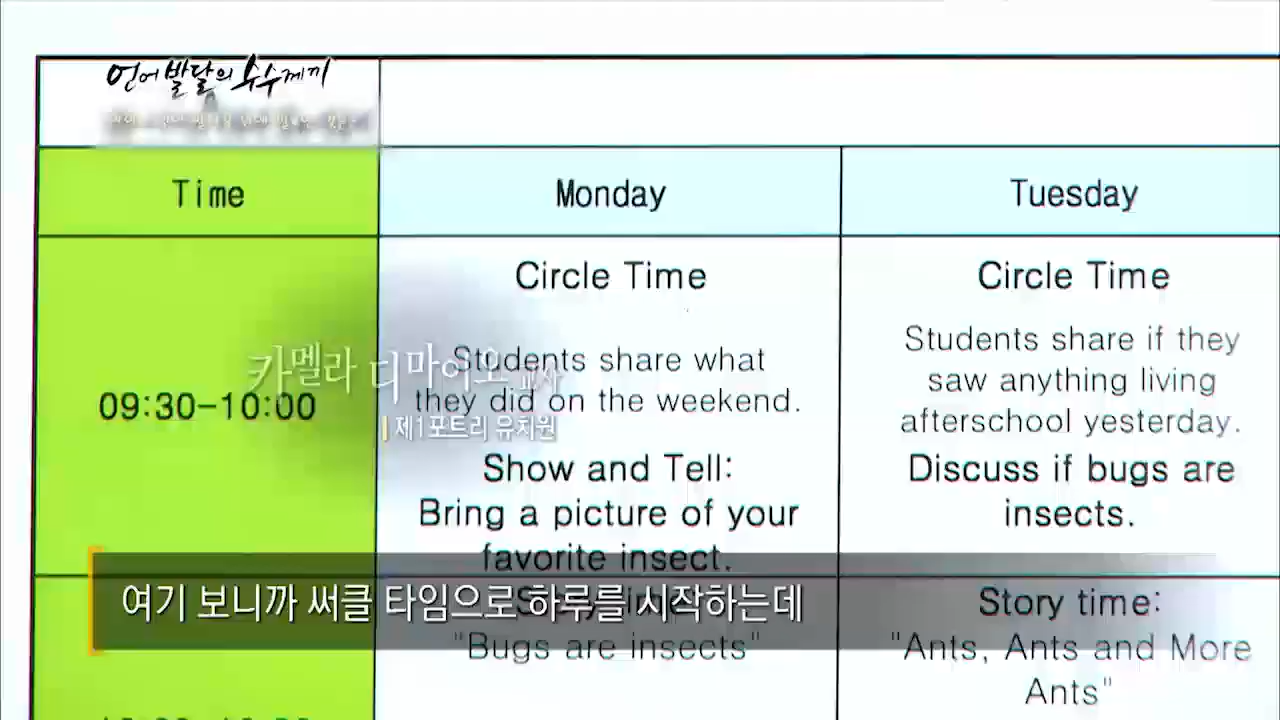 언어 발달의 수수께끼
Time
Monday
Tuesday
09:30-10:00
Circle Time
Students share what
they did on the weekend.
Show and Tell:
Bring a picture of your
favorite insect.
Circle Time
Students share if they
saw anything living
afterschool yesterday.
Discuss if bugs are
insects.
카멜라 디마이오 교사
제1포트리 유치원
"Bugs are insects"
Story time:
"Ants, Ants and More
Ants"
여기 보니까 써클 타임으로 하루를 시작하는데